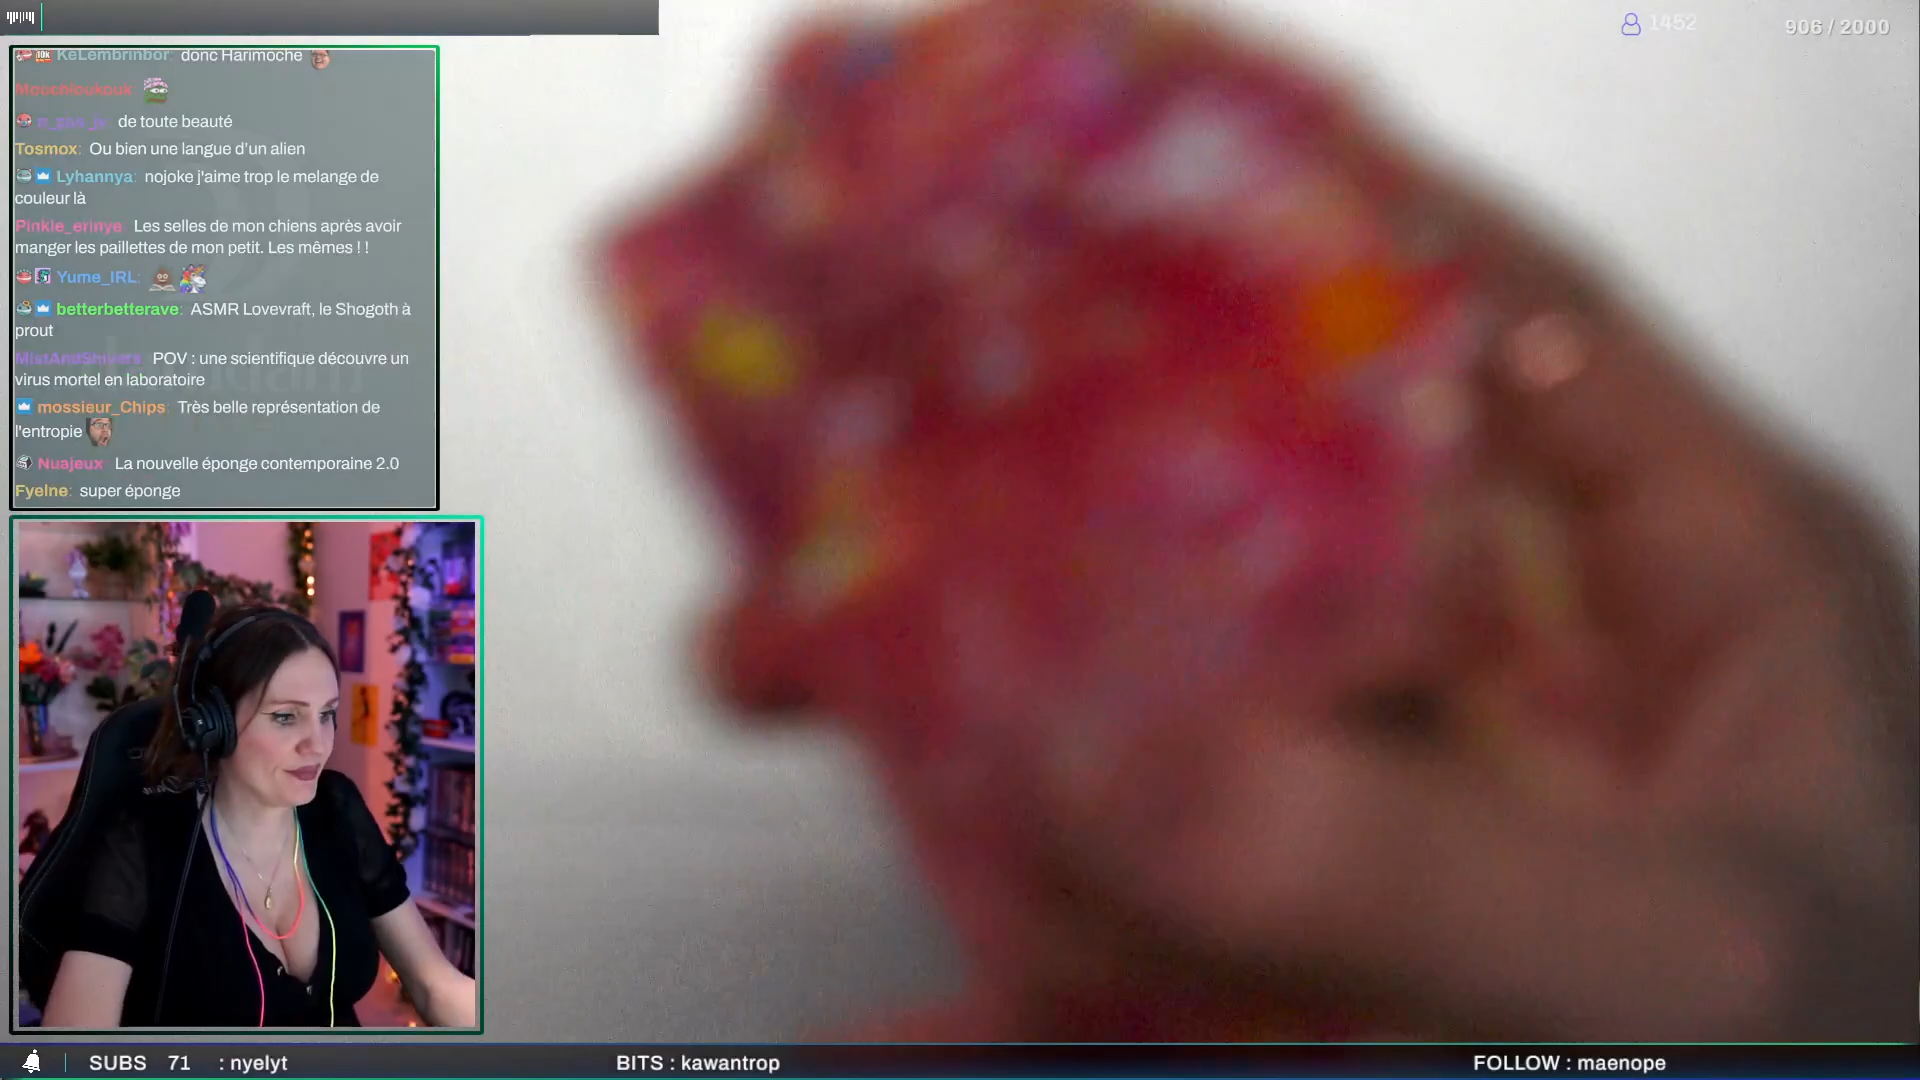 1452
906 / 2000
KeLembrinbor: donc Harimoche
Mouchloukouk
de toute beauté
Tosmox: Ou bien une langue d'un alien
Lyhannya: nojoke j'aime trop le melange de
couleur là
Pinkie_erinye Les selles de mon chiens après avoir
manger les paillettes de mon petit. Les mêmes ! !
Yume_IRL:
betterbetterave: ASMR Lovevraft, le Shogoth à
prout
MistAndShivers POV : une scientifique découvre un
virus mortel en laboratoire
mossieur_Chips: Très belle représentation de
l'entropie
Nuajeux La nouvelle éponge contemporaine 2.0
Fyelne: super éponge
SUBS 71 : nyelyt
BITS : kawantrop
FOLLOW : maenope